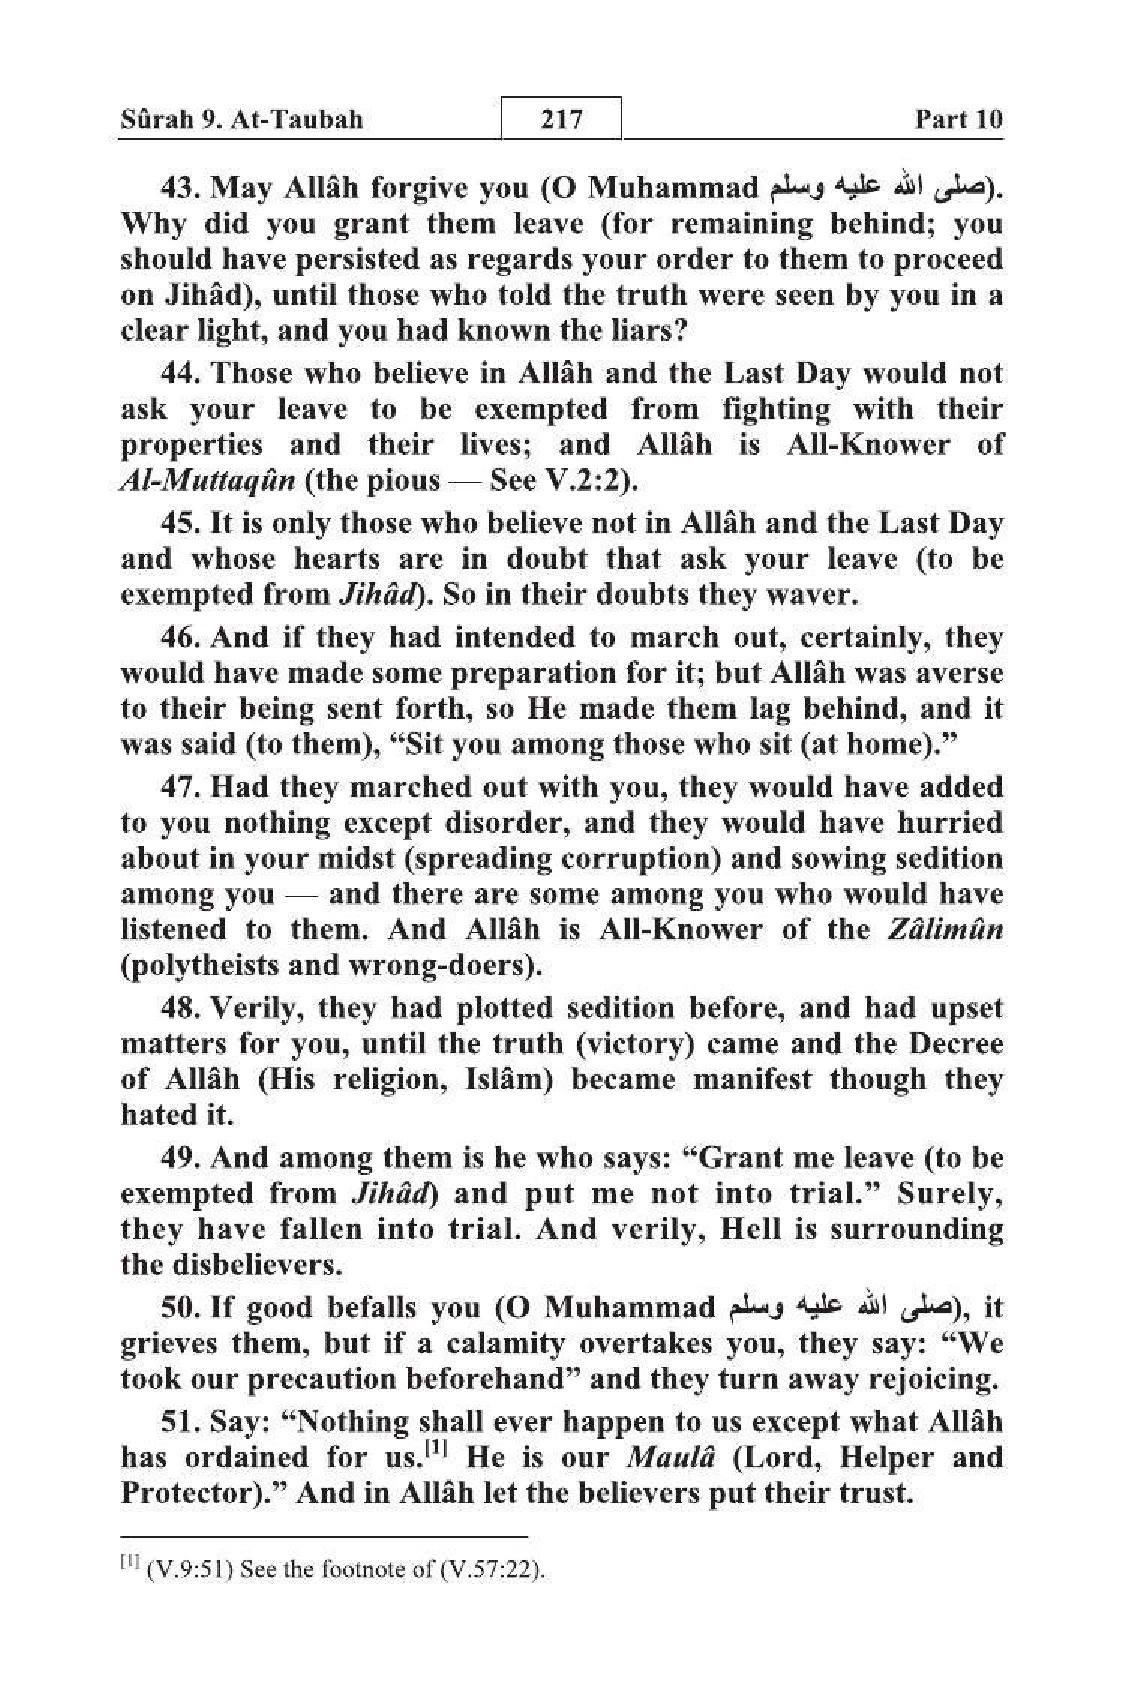 Sûrah 9. At-Taubah 217 Part 10
43. May Allâh forgive you (O Muhammad صلى الله عليه وسلم).
Why did you grant them leave (for remaining behind; you
should have persisted as regards your order to them to proceed
on Jihâd), until those who told the truth were seen by you in a
clear light, and you had known the liars?
44. Those who believe in Allâh and the Last Day would not
ask your leave to be exempted from fighting with their
properties and their lives; and Allâh is All-Knower of
Al-Muttaqûn (the pious — See V.2:2).
45. It is only those who believe not in Allâh and the Last Day
and whose hearts are in doubt that ask your leave (to be
exempted from Jihâd). So in their doubts they waver.
46. And if they had intended to march out, certainly, they
would have made some preparation for it; but Allâh was averse
to their being sent forth, so He made them lag behind, and it
was said (to them), “Sit you among those who sit (at home).”
47. Had they marched out with you, they would have added
to you nothing except disorder, and they would have hurried
about in your midst (spreading corruption) and sowing sedition
among you — and there are some among you who would have
listened to them. And Allâh is All-Knower of the Zâlimûn
(polytheists and wrong-doers).
48. Verily, they had plotted sedition before, and had upset
matters for you, until the truth (victory) came and the Decree
of Allâh (His religion, Islâm) became manifest though they
hated it.
49. And among them is he who says: “Grant me leave (to be
exempted from Jihâd) and put me not into trial.” Surely,
they have fallen into trial. And verily, Hell is surrounding
the disbelievers.
50. If good befalls you (O Muhammad صلى الله عليه وسلم), it
grieves them, but if a calamity overtakes you, they say: “We
took our precaution beforehand” and they turn away rejoicing.
51. Say: “Nothing shall ever happen to us except what Allâh
has ordained for us.[1] He is our Maulâ (Lord, Helper and
Protector).” And in Allâh let the believers put their trust.
[1] (V.9:51) See the footnote of (V.57:22).